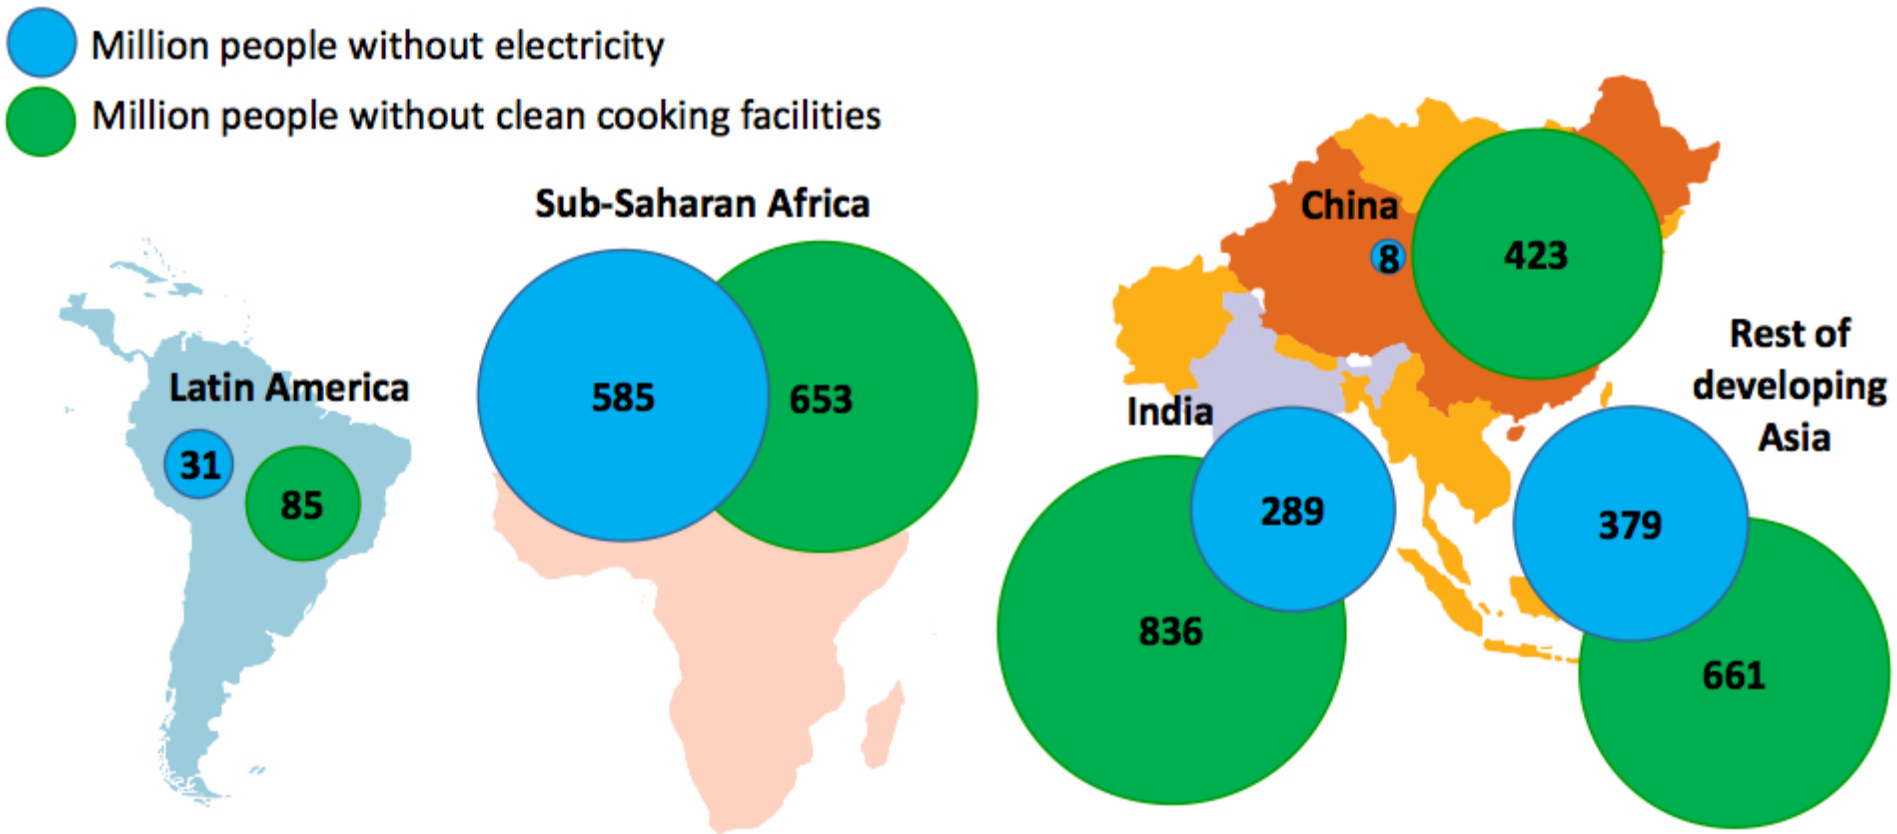 Million people without electricity
Million people without clean cooking facilities
Sub-Saharan Africa
585
653
Latin America
31
85
China
8
423
India
289
836
Rest of
developing
Asia
379
661